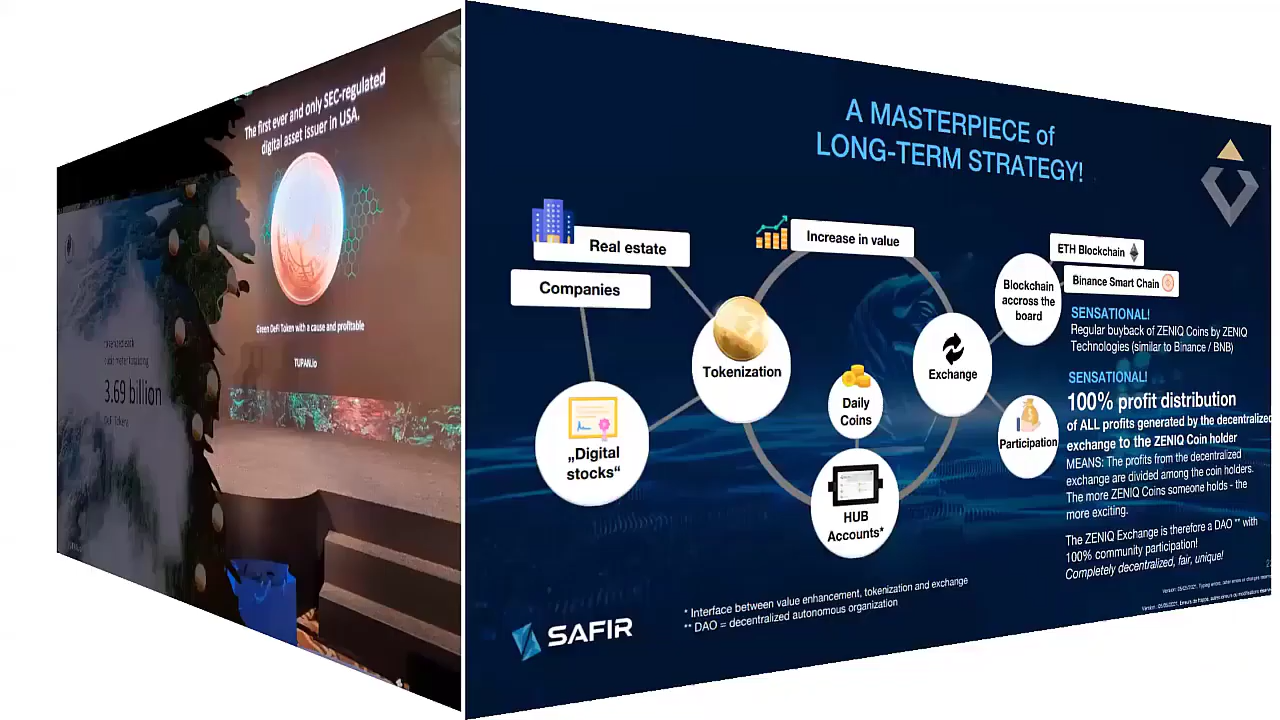 The first ever and only SEC-regulated
digital asset issuer in USA.
Green DeFi Token with a cause and profitable
TUPAN.io
3.69 billion
A MASTERPIECE of
LONG-TERM STRATEGY!
Real estate
Companies
Increase in value
Tokenization
„Digital
stocks“
Daily
Coins
HUB
Accounts*
Exchange
Blockchain
accross the
board
Participation
ETH Blockchain
Binance Smart Chain
SENSATIONAL!
Regular buyback of ZENIQ Coins by ZENIQ
Technologies (similar to Binance / BNB)
SENSATIONAL!
100% profit distribution
of ALL profits generated by the decentralized
exchange to the ZENIQ Coin holder
MEANS: The profits from the decentralized
exchange are divided among the coin holders.
The more ZENIQ Coins someone holds - the
more exciting.
The ZENIQ Exchange is therefore a DAO ** with
100% community participation!
Completely decentralized, fair, unique!
* Interface between value enhancement, tokenization and exchange
** DAO = decentralized autonomous organization
SAFIR